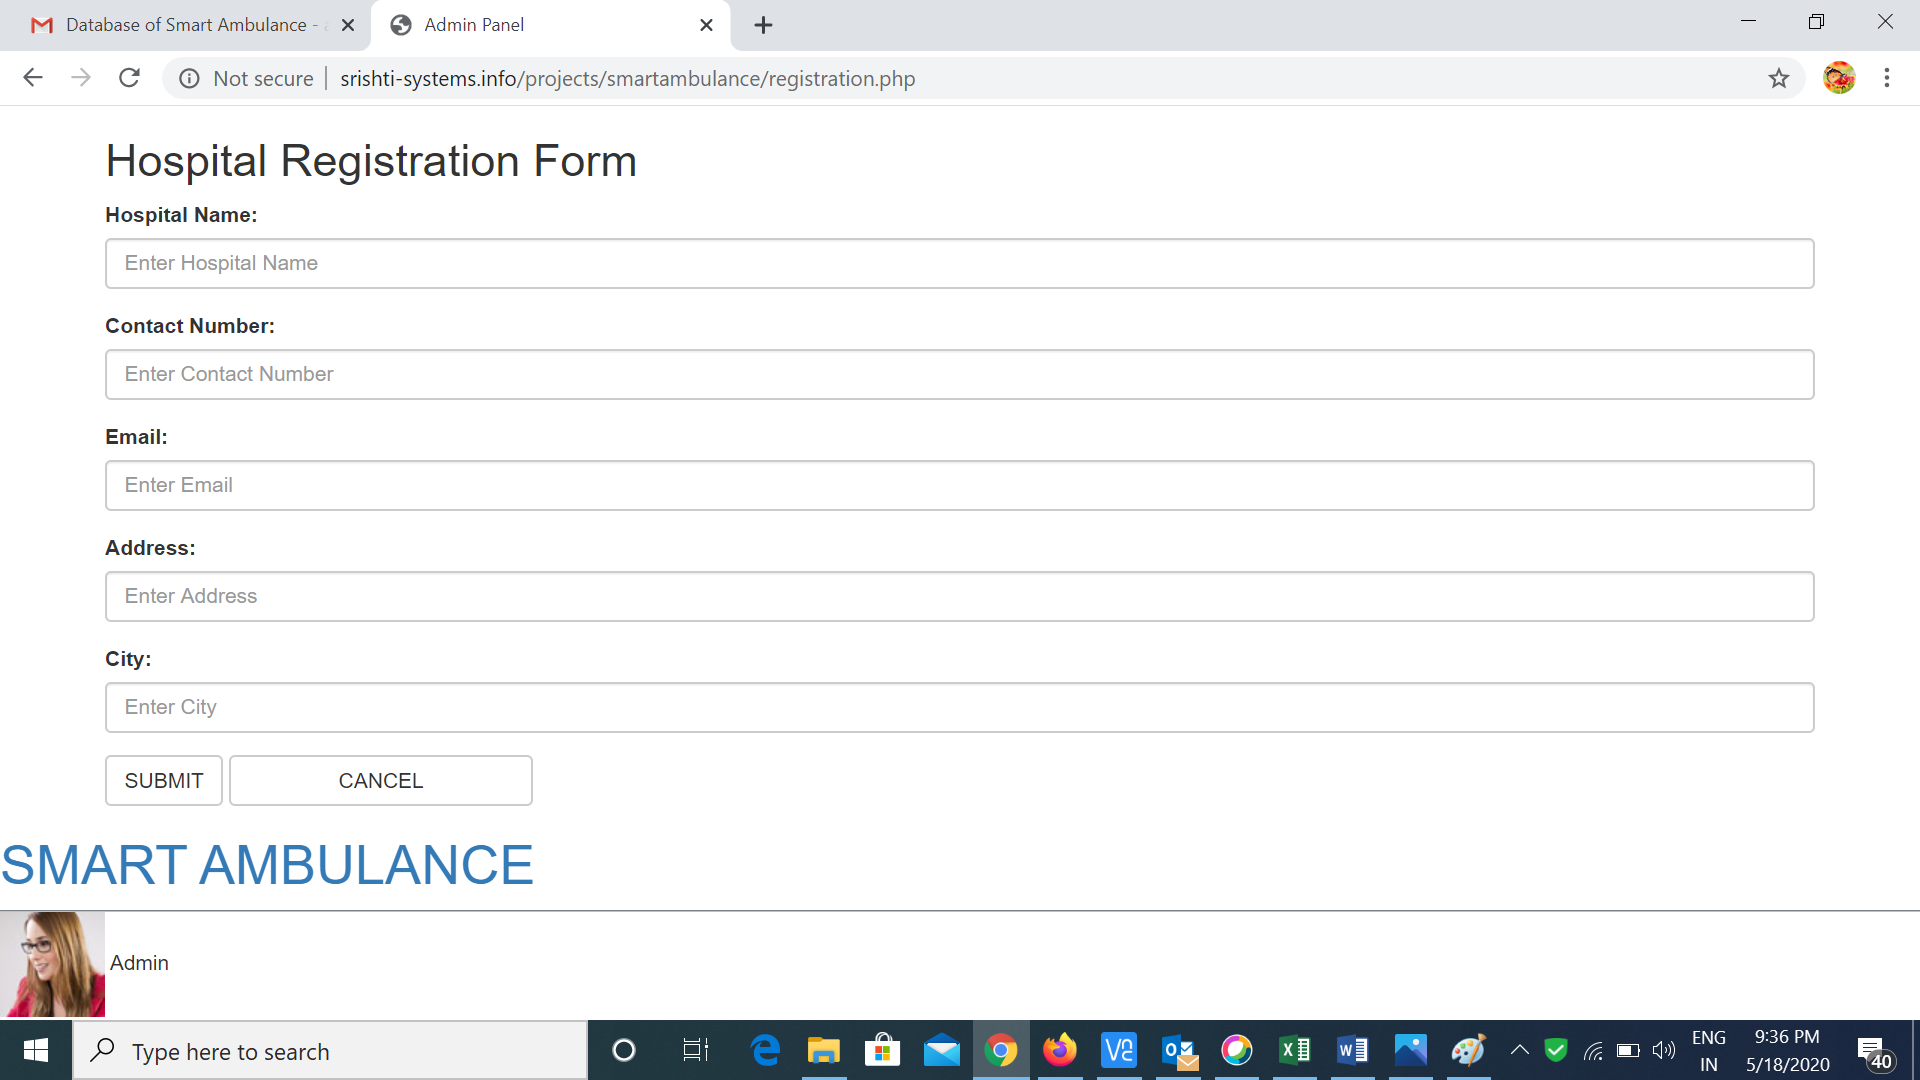 Database of Smart Ambulance -
Admin Panel
Not secure
srishti-systems.info/projects/smartambulance/registration.php
Hospital Registration Form
Hospital Name:
Enter Hospital Name
Contact Number:
Enter Contact Number
Email:
Enter Email
Address:
Enter Address
City:
Enter City
SUBMIT
CANCEL
SMART AMBULANCE
Admin
Type here to search
ENG
IN
9:36 PM
5/18/2020
40